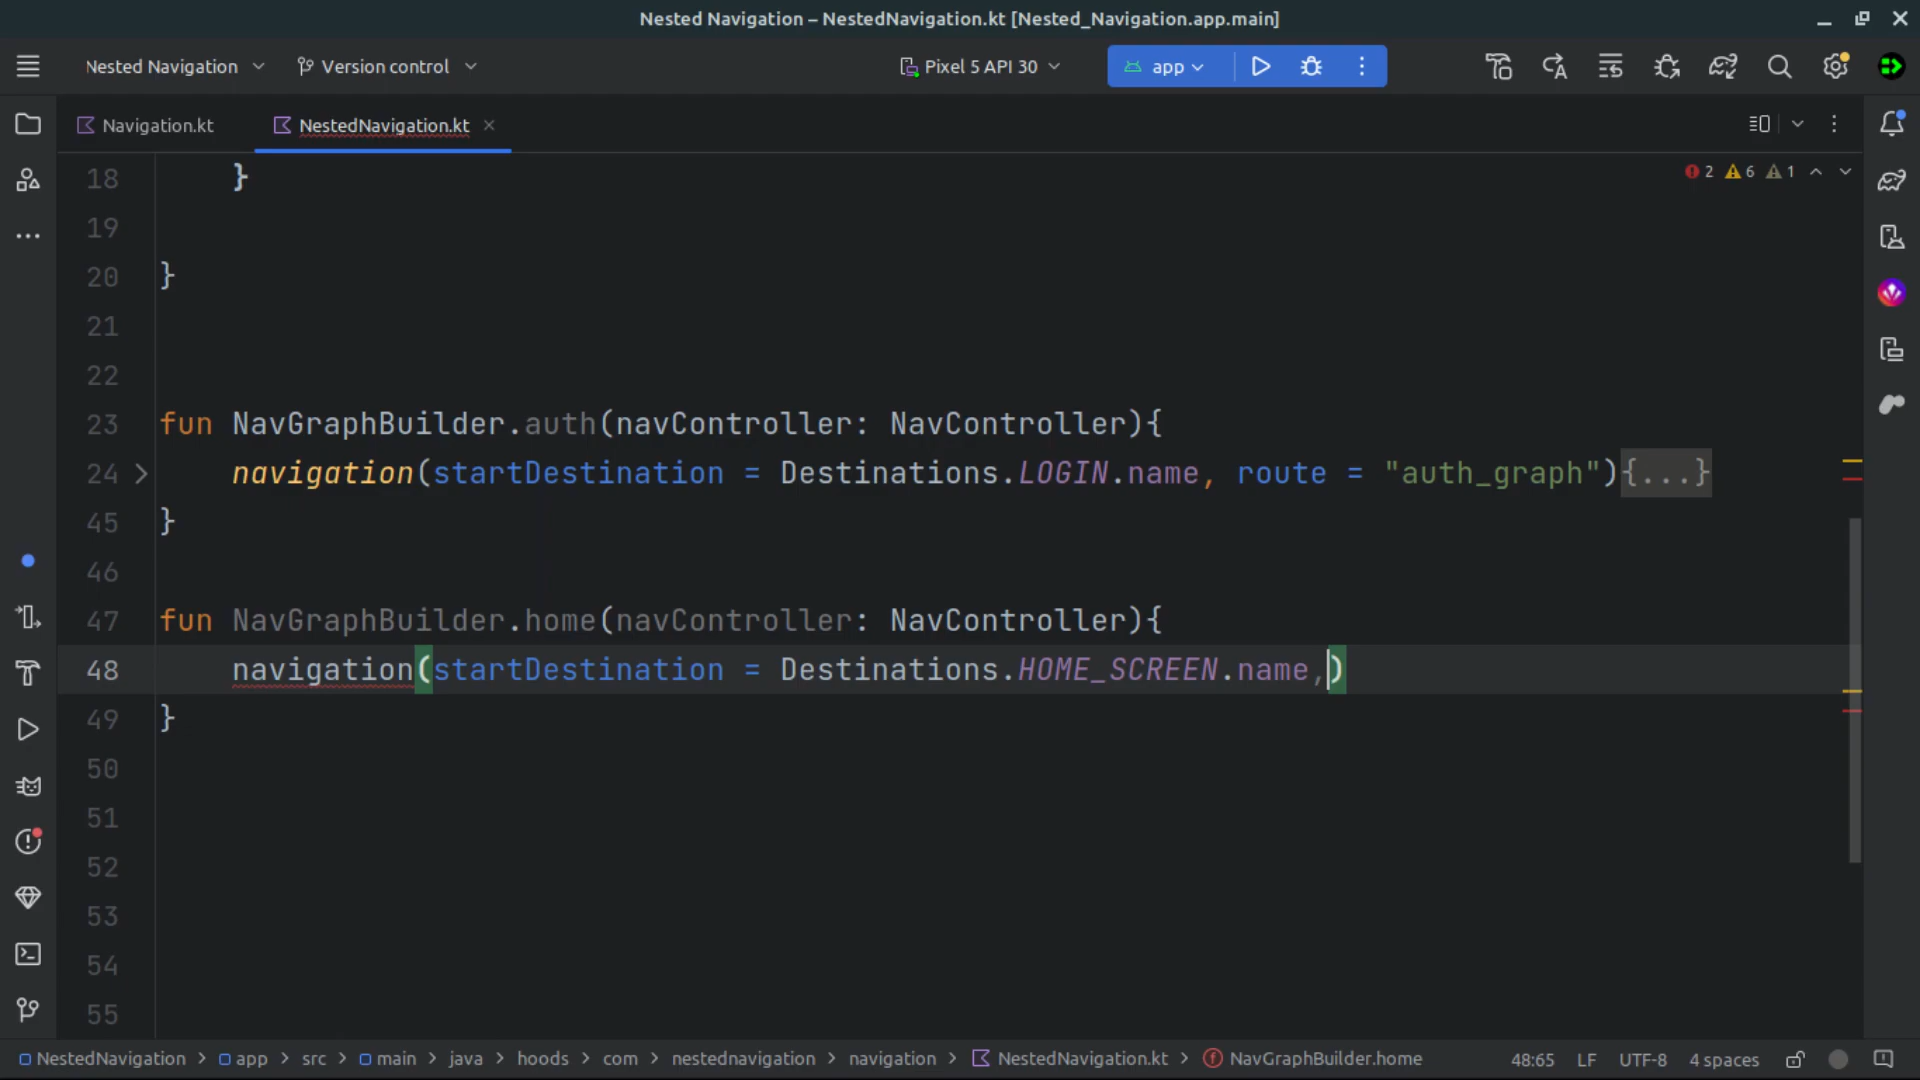 Nested Navigation – NestedNavigation.kt [Nested_Navigation.app.main]
Nested Navigation Version control Pixel 5 API 30 app
Navigation.kt NestedNavigation.kt
2 6 1
18 }
19
20 }
21
22
23 fun NavGraphBuilder.auth(navController: NavController){
24 navigation(startDestination = Destinations.LOGIN.name, route = "auth_graph"){...}
45 }
46
47 fun NavGraphBuilder.home(navController: NavController){
48 navigation(startDestination = Destinations.HOME_SCREEN.name,)
49 }
50
51
52
53
54
55
NestedNavigation > app > src > main > java > hoods > com > nestednavigation > navigation > NestedNavigation.kt > NavGraphBuilder.home 48:65 LF UTF-8 4 spaces